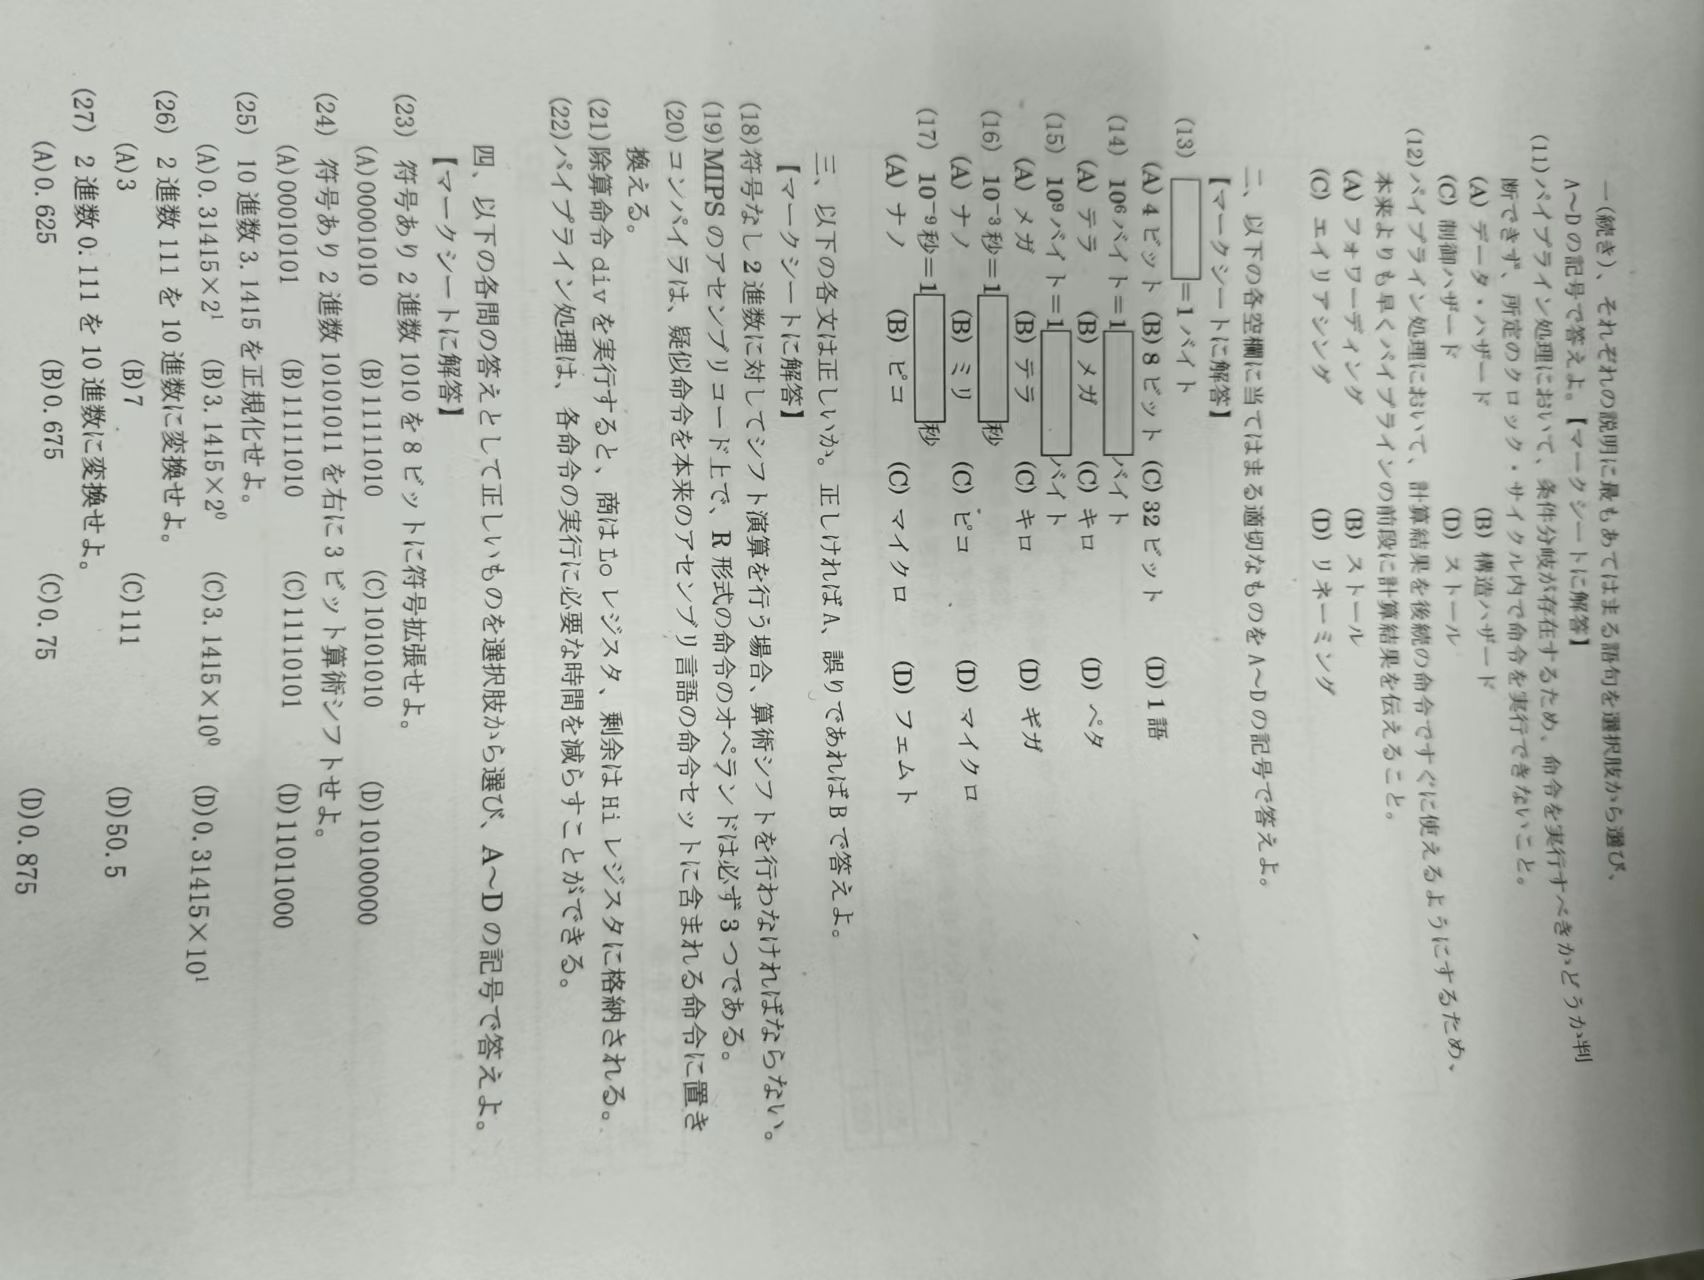 一(続き)、それぞれの説明に最もあてはまる語句を選択肢から選び、
A~Dの記号で答えよ。【マークシートに解答】
(11)パイプライン処理において、条件分岐が存在するため、命令を実行すべきかどうか判
断できず、所定のクロック・サイクル内で命令を実行できないこと。
(A) データ・ハザード (B) 構造ハザード
(C) 制御ハザード (D) ストール
(12)パイプライン処理において、計算結果を後続の命令ですぐに使えるようにするため、
本来よりも早くパイプラインの前段に計算結果を伝えること。
(A) フォワーディング (B) ストール
(C) エイリアシング (D) リネーミング
二、以下の各空欄に当てはまる適切なものをA~Dの記号で答えよ。
【マークシートに解答】
(13) =1バイト
(A) 4ビット (B) 8ビット (C) 32ビット (D) 1語
(14) 10⁶バイト=1 バイト
(A) テラ (B) メガ (C) キロ (D) ペタ
(15) 10⁹バイト=1 バイト
(A) メガ (B) テラ (C) キロ (D) ギガ
(16) 10⁻³秒=1 秒
(A) ナノ (B) ミリ (C) ピコ (D) マイクロ
(17) 10⁻⁹秒=1 秒
(A) ナノ (B) ピコ (C) マイクロ (D) フェムト
三、以下の各文は正しいか。正しければA、誤りであればBで答えよ。
【マークシートに解答】
(18)符号なし2進数に対してシフト演算を行う場合、算術シフトを行わなければならない。
(19)MIPSのアセンブリコード上で、R形式の命令のオペランドは必ず3つである。
(20)コンパイラは、疑似命令を本来のアセンブリ言語の命令セットに含まれる命令に置き
換える。
(21)除算命令divを実行すると、商はLoレジスタ、剰余はHiレジスタに格納される。
(22)パイプライン処理は、各命令の実行に必要な時間を減らすことができる。
四、以下の各問の答えとして正しいものを選択肢から選び、A~Dの記号で答えよ。
【マークシートに解答】
(23) 符号あり2進数1010を8ビットに符号拡張せよ。
(A)00001010 (B)11111010 (C)10101010 (D)10100000
(24) 符号あり2進数10101011を右に3ビット算術シフトせよ。
(A)00010101 (B)11111010 (C)11110101 (D)11011000
(25) 10進数3.1415を正規化せよ。
(A)0.31415×2¹ (B)3.1415×2⁰ (C)3.1415×10⁰ (D)0.31415×10¹
(26) 2進数111を10進数に変換せよ。
(A)3 (B)7 (C)111 (D)50.5
(27) 2進数0.111を10進数に変換せよ。
(A)0.625 (B)0.675 (C)0.75 (D)0.875